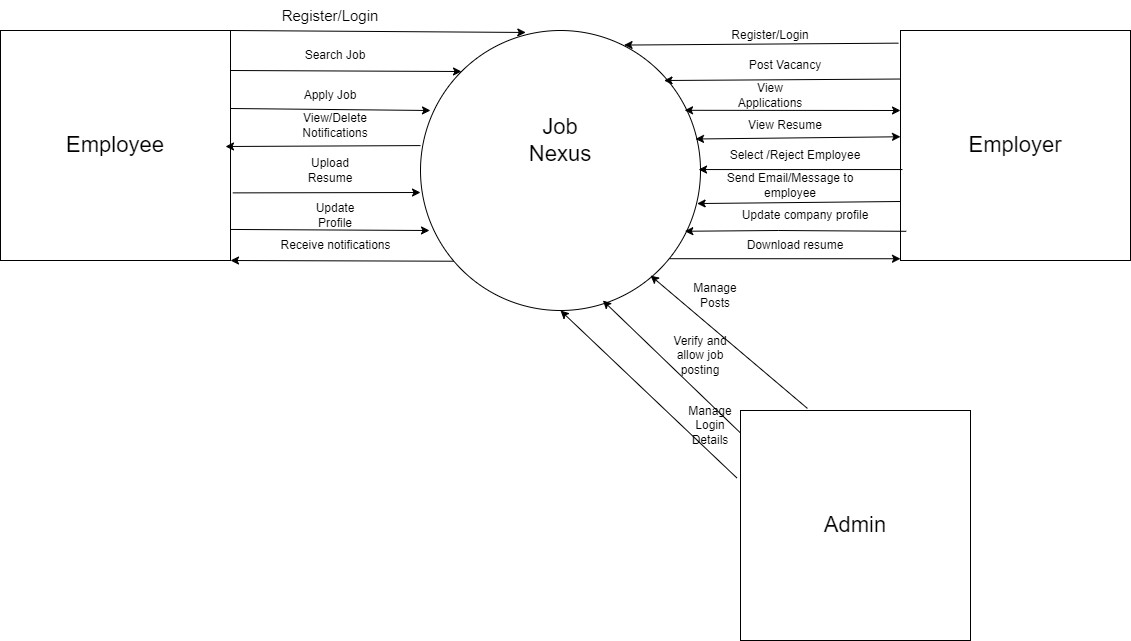 Register/Login
Search Job
Apply Job
View/Delete
Notifications
Upload
Resume
Update
Profile
Receive notifications
Employee
Job
Nexus
Register/Login
Post Vacancy
View
Applications
View Resume
Select /Reject Employee
Send Email/Message to
employee
Update company profile
Download resume
Employer
Manage
Posts
Verify and
allow job
posting
Manage
Login
Details
Admin